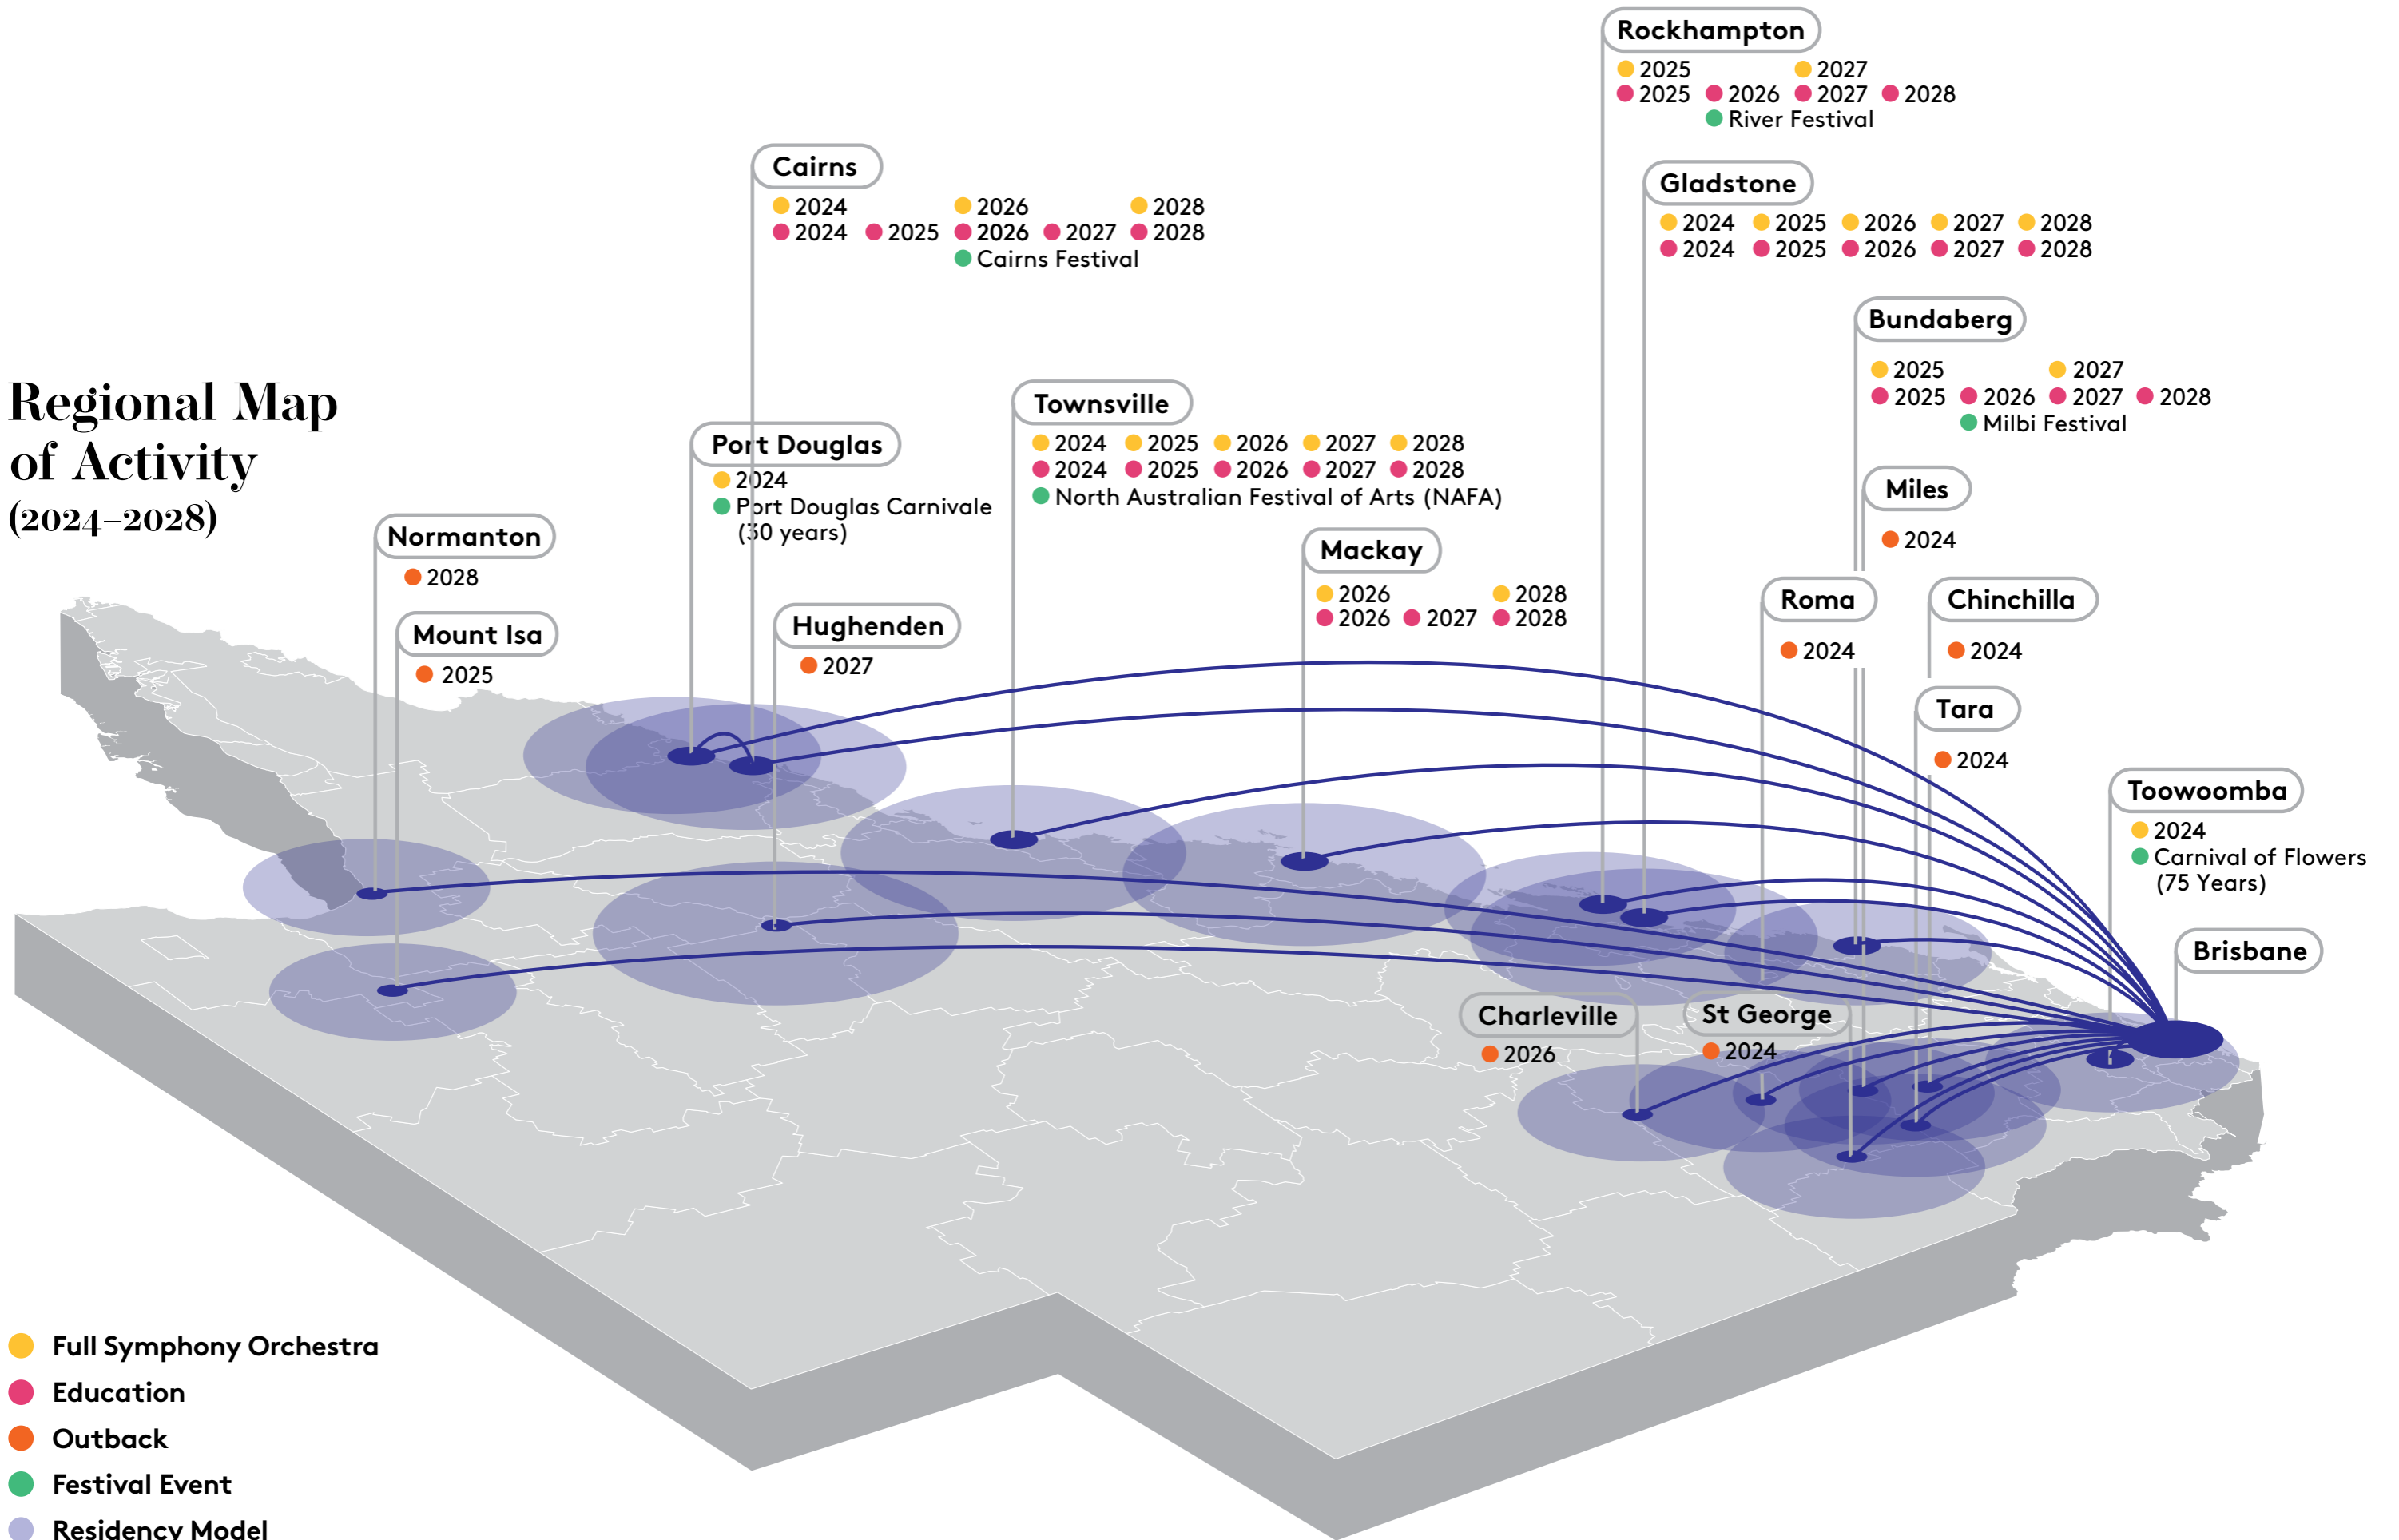 Regional Map
of Activity
(2024–2028)
Rockhampton
2025 2027
2025 2026 2027 2028
River Festival
Cairns
2024 2026 2028
2024 2025 2026 2027 2028
Cairns Festival
Gladstone
2024 2025 2026 2027 2028
2024 2025 2026 2027 2028
Bundaberg
2025 2027
2025 2026 2027 2028
Milbi Festival
Townsville
2024 2025 2026 2027 2028
2024 2025 2026 2027 2028
North Australian Festival of Arts (NAFA)
Port Douglas
2024
Port Douglas Carnivale
(30 years)
Miles
2024
Normanton
2028
Mackay
2026 2028
2026 2027 2028
Roma
2024
Chinchilla
2024
Mount Isa
2025
Hughenden
2027
Tara
2024
Toowoomba
2024
Carnival of Flowers
(75 Years)
Brisbane
Charleville
2026
St George
2024
Full Symphony Orchestra
Education
Outback
Festival Event
Residency Model